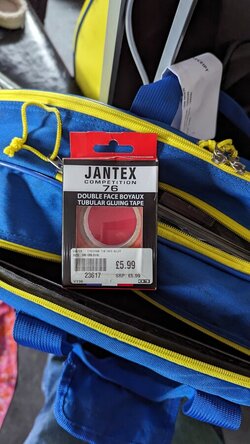 JANTEX
COMPETITION
76
DOUBLE FACE BOYAUX
TUBULAR GLUING TAPE
£5.99
23617
SRP £5.99